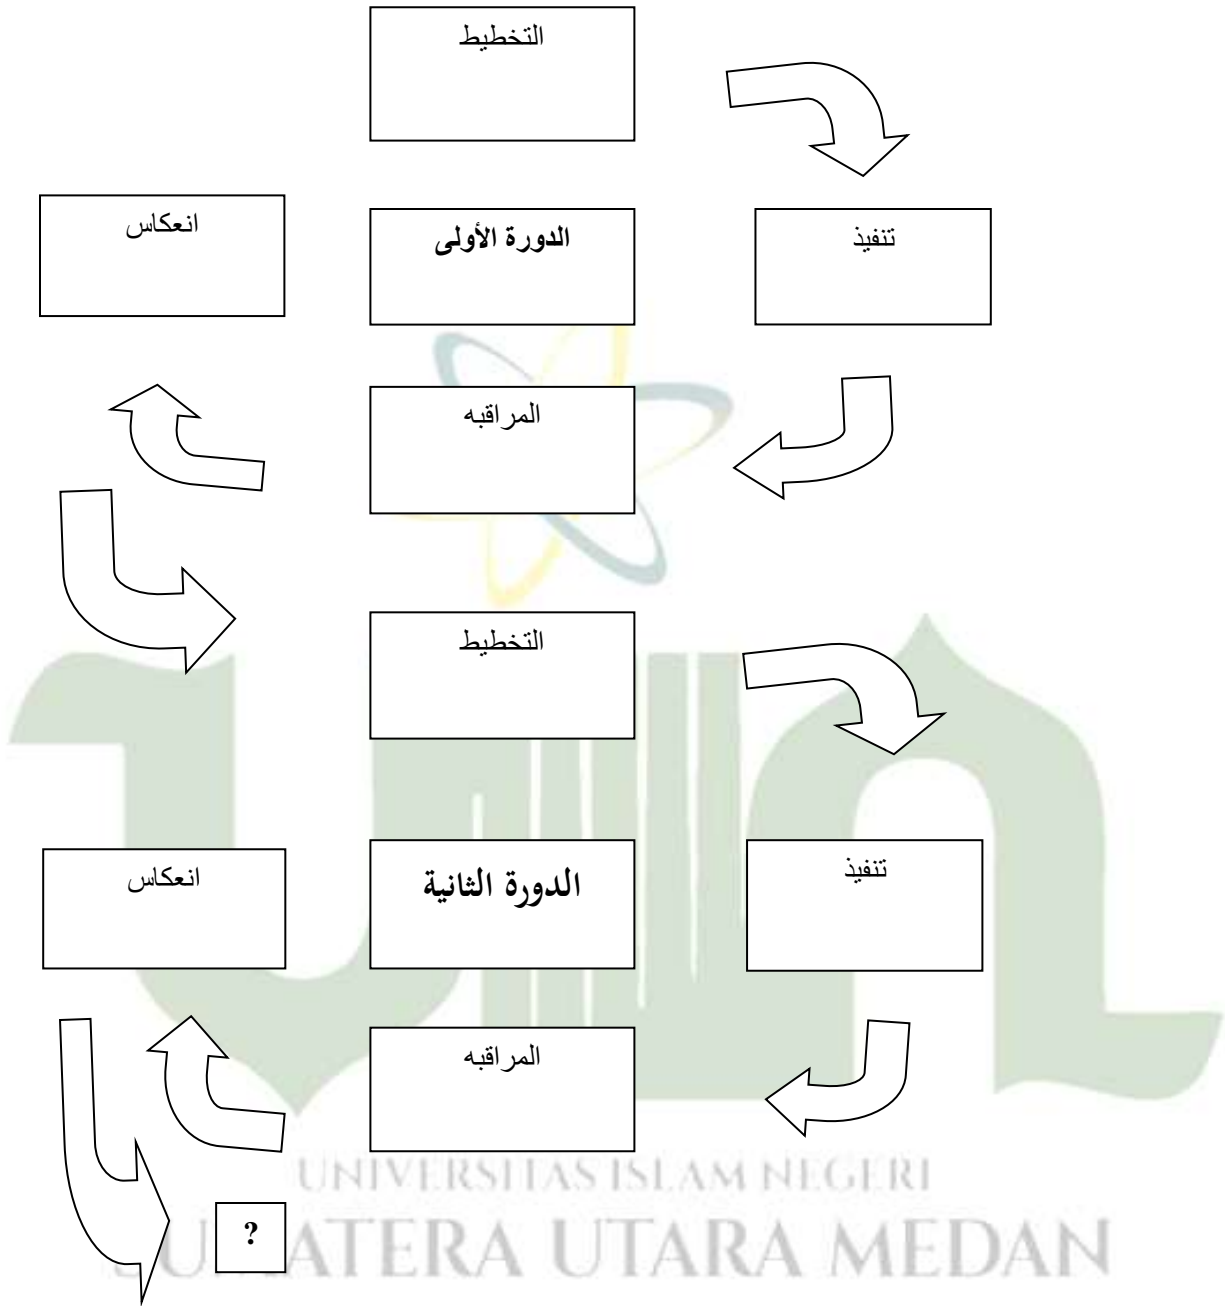 التخطيط
تنفيذ
الدورة الأولى
انعكاس
المراقبه
التخطيط
تنفيذ
الدورة الثانية
انعكاس
المراقبه
?
UNIVERSITAS ISLAM NEGERI
SUMATERA UTARA MEDAN